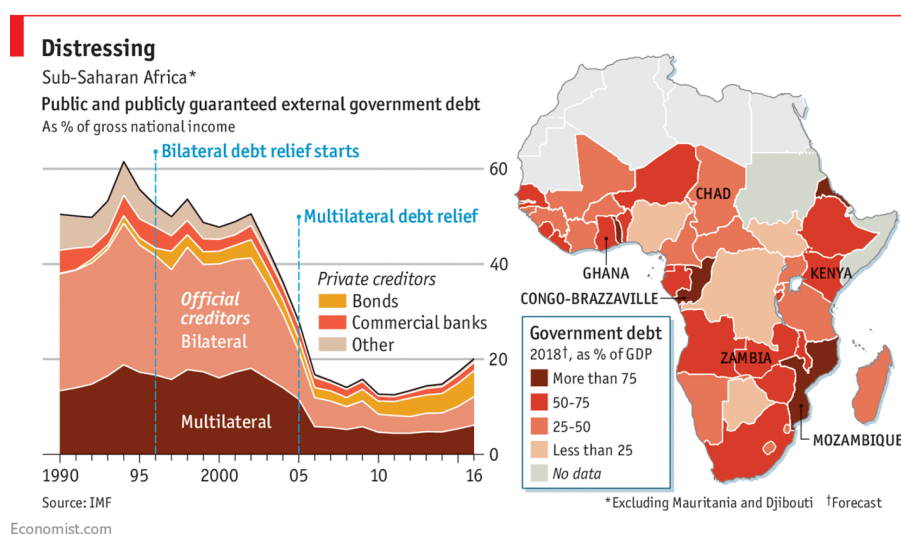 Distressing
Sub-Saharan Africa*
Public and publicly guaranteed external government debt
As % of gross national income
Bilateral debt relief starts
60
Multilateral debt relief
40
Private creditors
Bonds
Commercial banks
Other
Official
creditors
Bilateral
20
Multilateral
0
1990 95 2000 05 10 16
Source: IMF
CHAD
GHANA
KENYA
CONGO-BRAZZAVILLE
ZAMBIA
MOZAMBIQUE
Government debt
2018†, as % of GDP
More than 75
50-75
25-50
Less than 25
No data
*Excluding Mauritania and Djibouti †Forecast
Economist.com